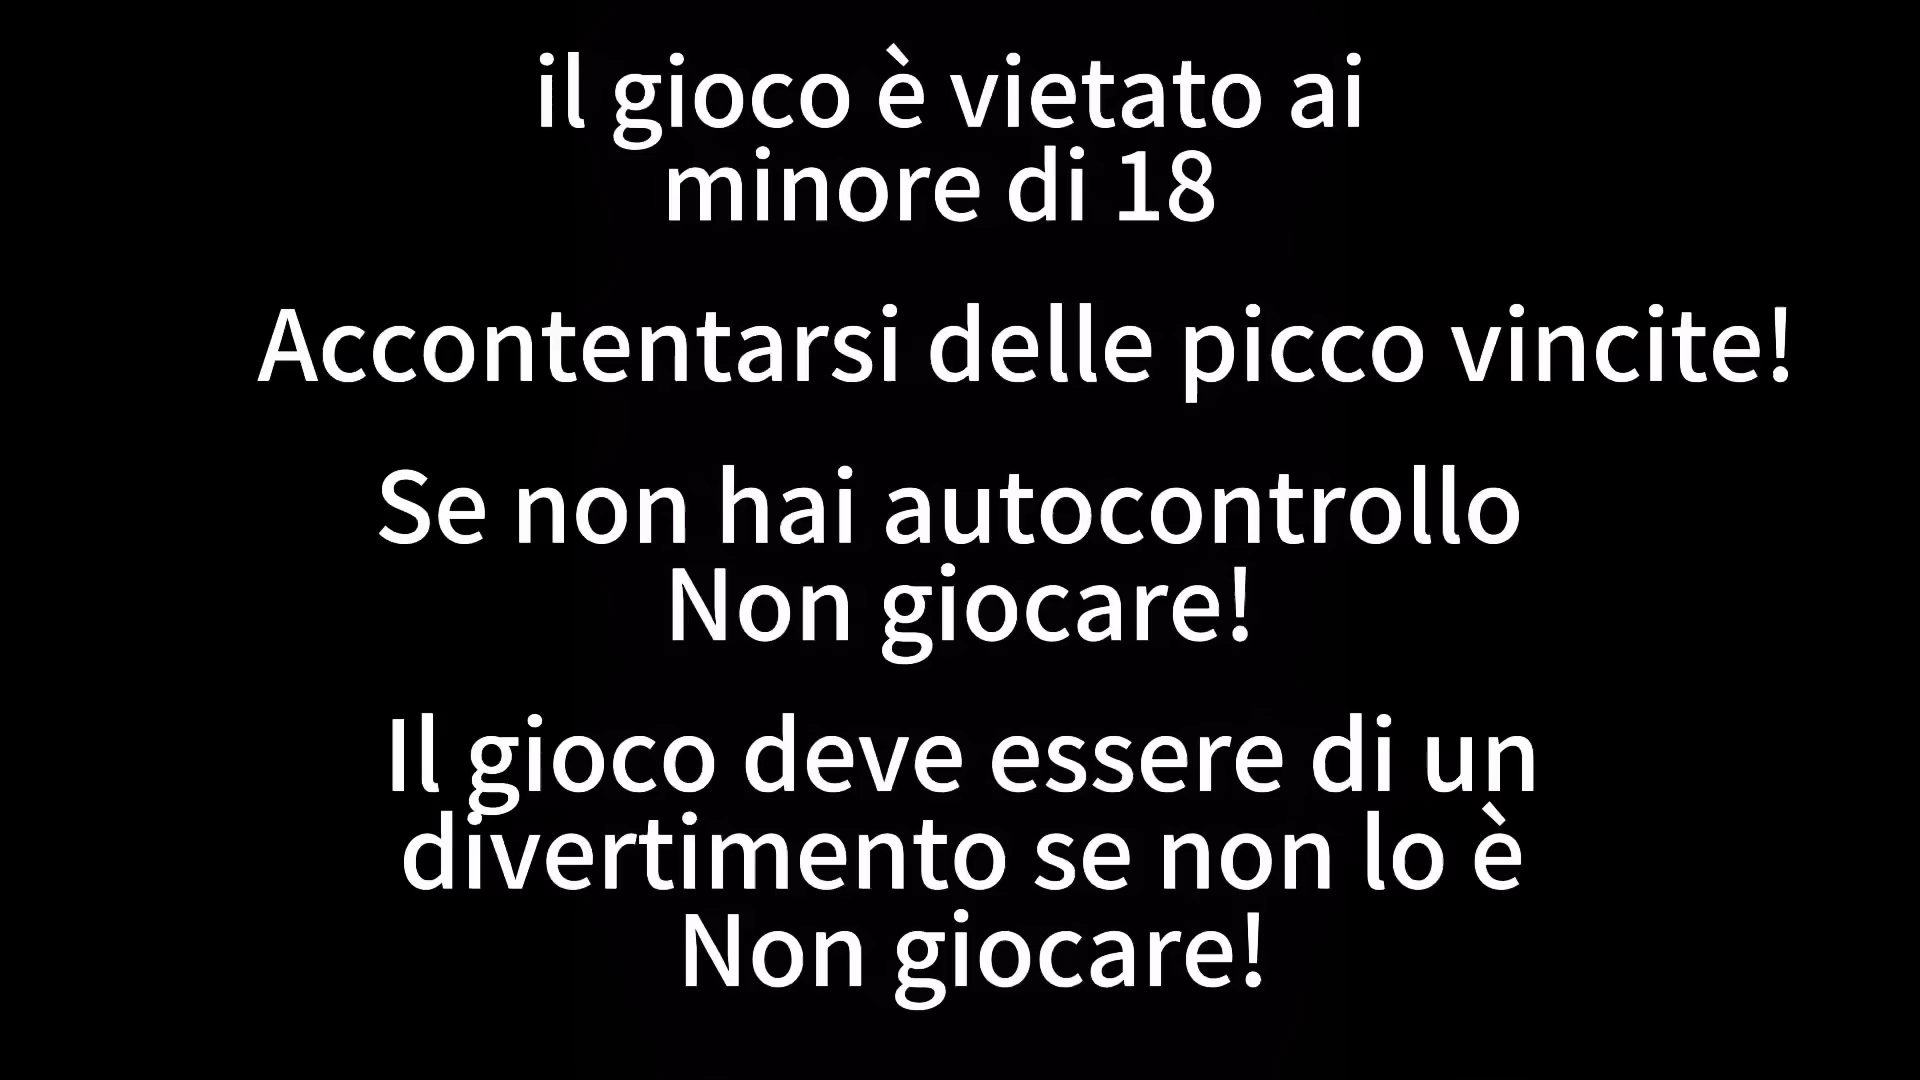 il gioco è vietato ai
minore di 18
Accontentarsi delle picco vincite!
Se non hai autocontrollo
Non giocare!
Il gioco deve essere di un
divertimento se non lo è
Non giocare!